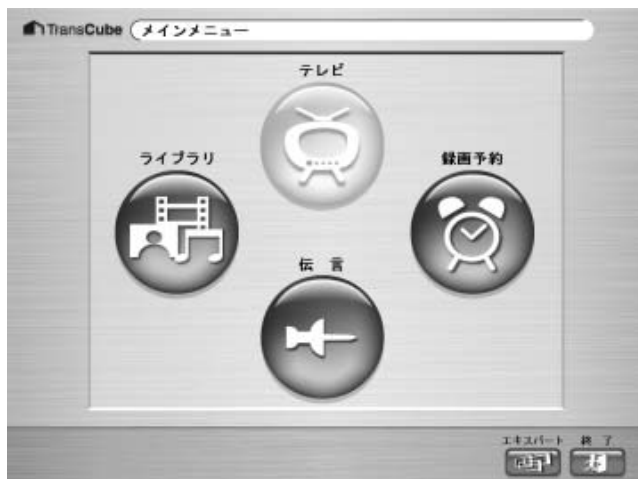 TransCube メインメニュー
テレビ
ライブラリ
録画予約
伝言
エキスパート 終了